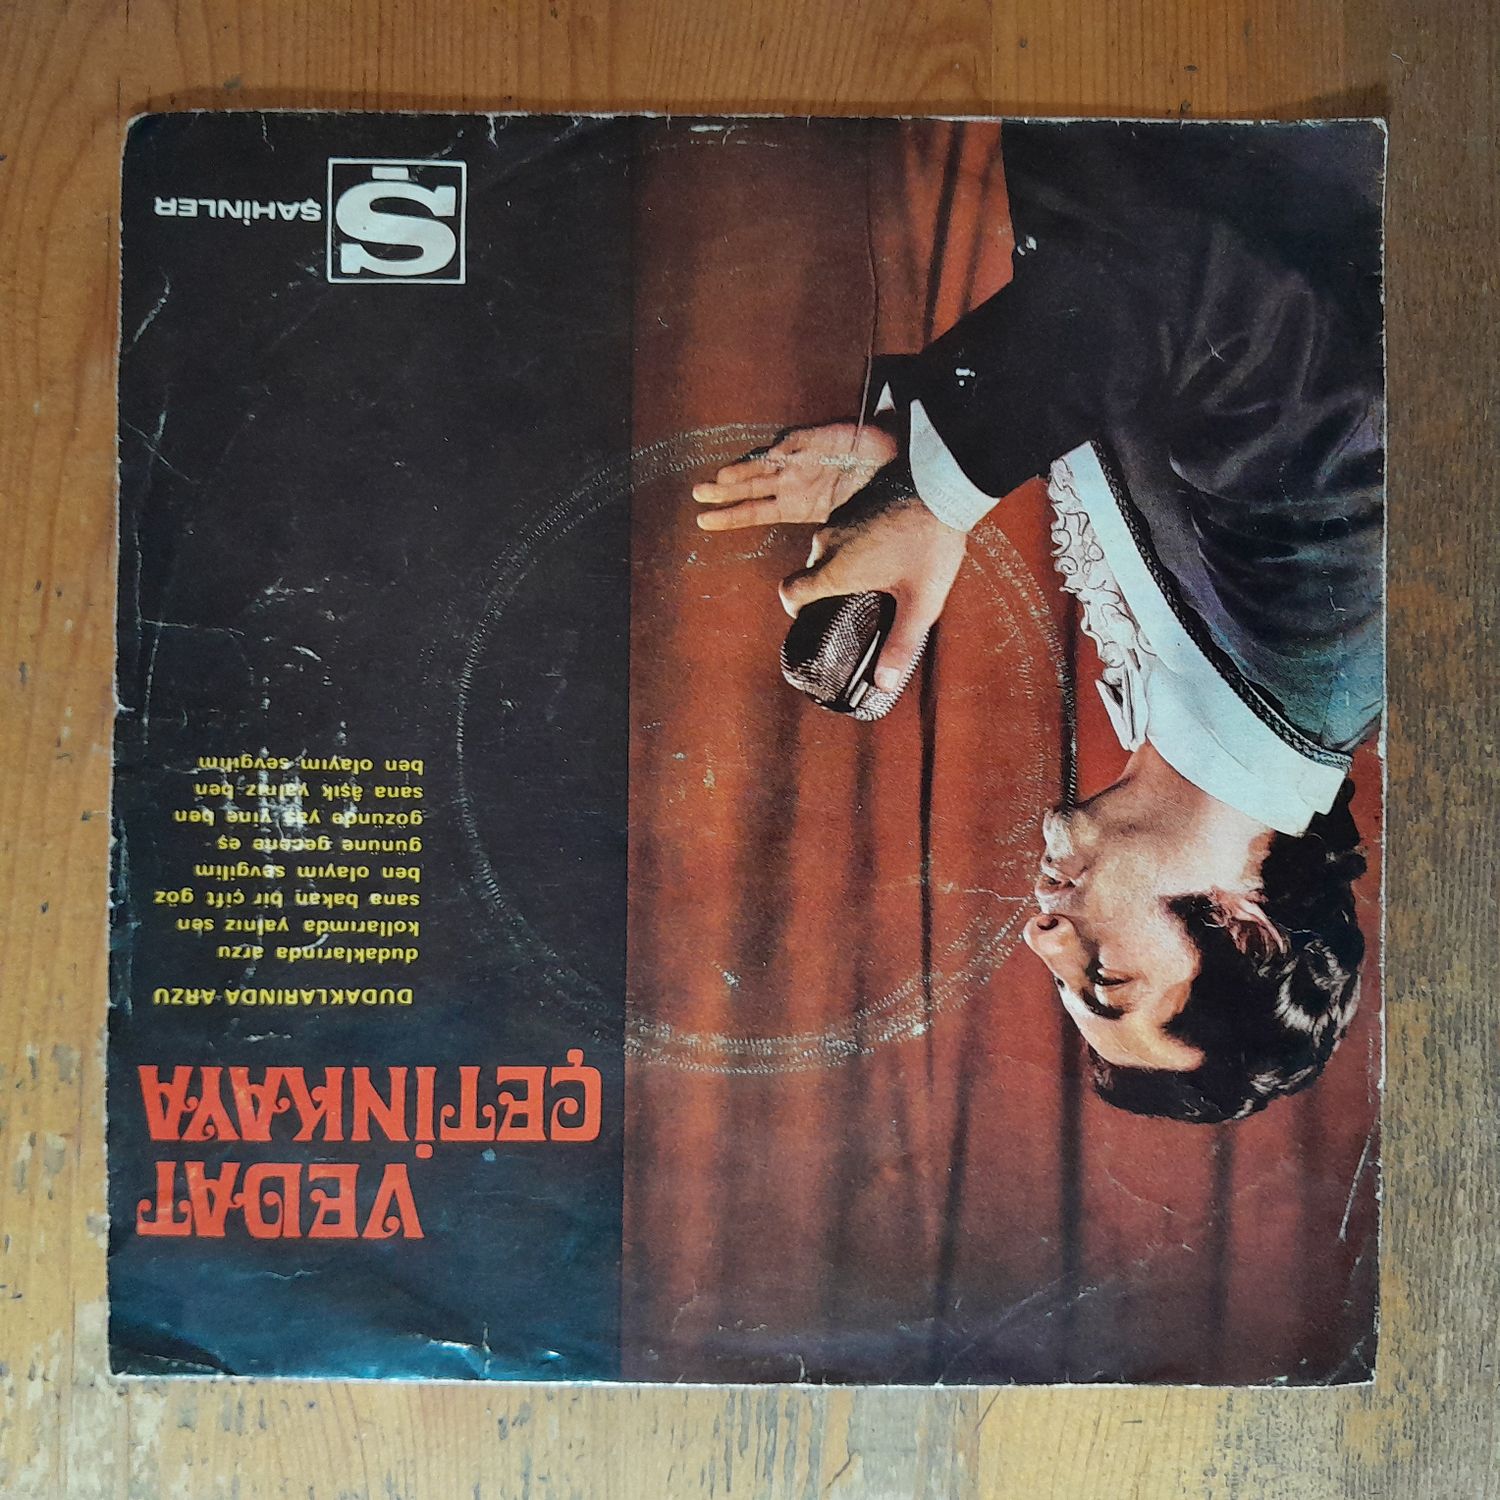 VEDAT
ÇETİNKAYA
DUDAKLARINDA ARZU
dudaklarında arzu
kollarımda yalnız sen
sana bakan bir çift göz
ben olayım sevgilim
gününe gecene eş
gözünde yaş yine ben
sana âşık yalnız ben
ben olayım sevgilim
Ş ŞAHİNLER